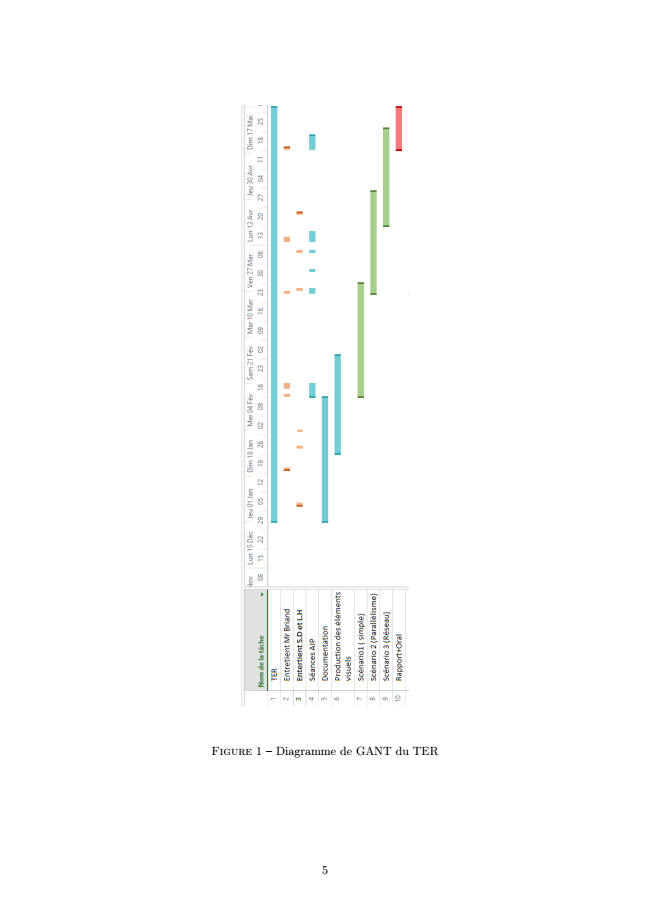 Nov
Lun 15 Déc
Jeu 01 Jan
Dim 18 Jan
Mer 04 Fév
Sam 21 Fév
Mar 10 Mar
Ven 27 Mar
Lun 13 Avr
Jeu 30 Avr
Dim 17 Mai
Nom de la tâche
08 15 22 29 05 12 19 26 02 09 16 23 02 09 16 23 30 06 13 20 27 04 11 18 25
1 TER
2 Entretient Mr Briand
3 Entertient S.D et L.H
4 Séances AIP
5 Documentation
6 Production des éléments
visuels
7 Scénario1 ( simple)
8 Scénario 2 (Parallélisme)
9 Scénario 3 (Réseau)
10 Rapport+Oral
FIGURE 1 – Diagramme de GANT du TER
5